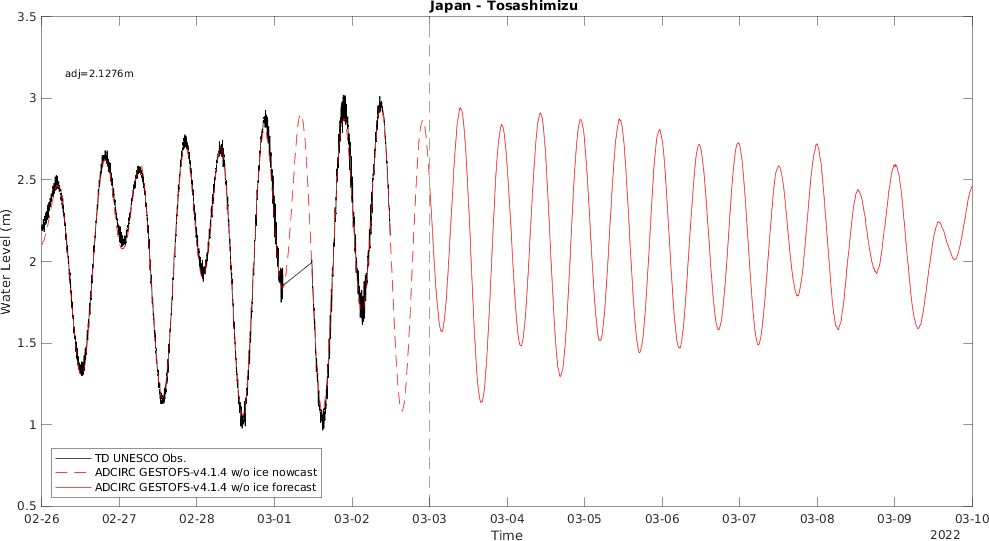 Japan - Tosashimizu
3.5
3
2.5
2
1.5
1
0.5
Water Level (m)
adj=2.1276m
TD UNESCO Obs.
ADCIRC GESTOFS-v4.1.4 w/o ice nowcast
ADCIRC GESTOFS-v4.1.4 w/o ice forecast
02-26 02-27 02-28 03-01 03-02 03-03 03-04 03-05 03-06 03-07 03-08 03-09 03-10
Time
2022